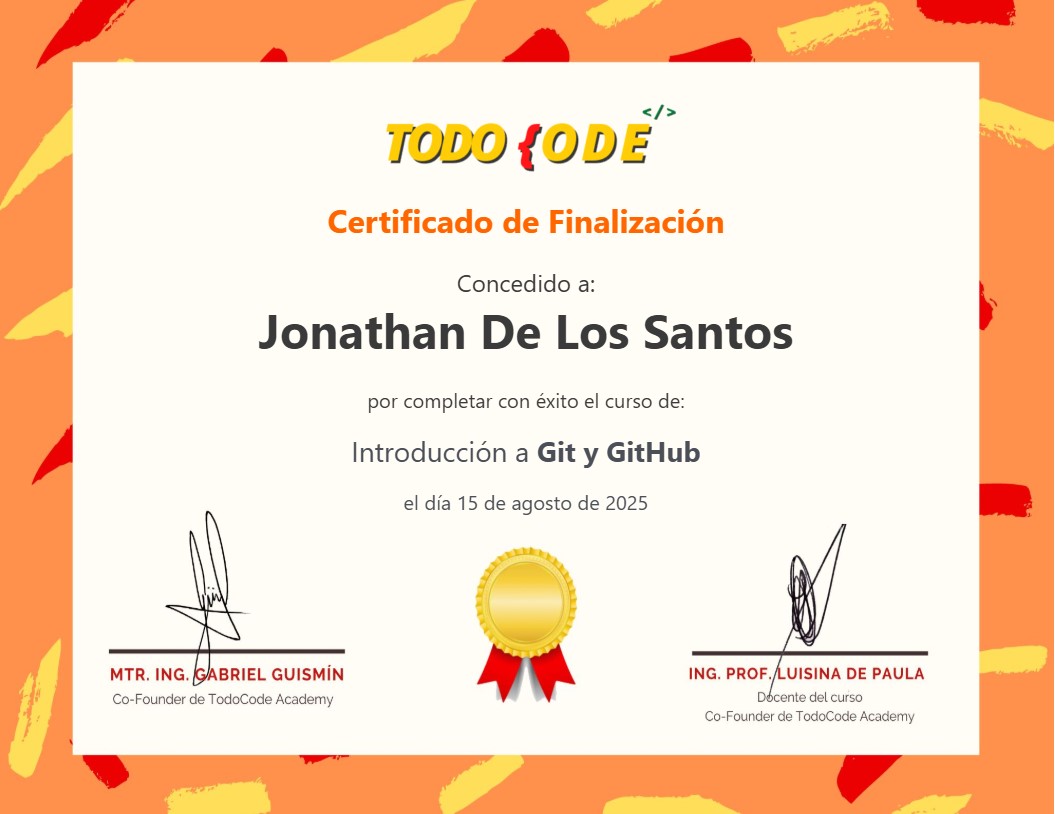 </>
TODO {ODE
Certificado de Finalización
Concedido a:
Jonathan De Los Santos
por completar con éxito el curso de:
Introducción a Git y GitHub
el día 15 de agosto de 2025
MTR. ING. GABRIEL GUISMÍN
Co-Founder de TodoCode Academy
ING. PROF. LUISINA DE PAULA
Docente del curso
Co-Founder de TodoCode Academy